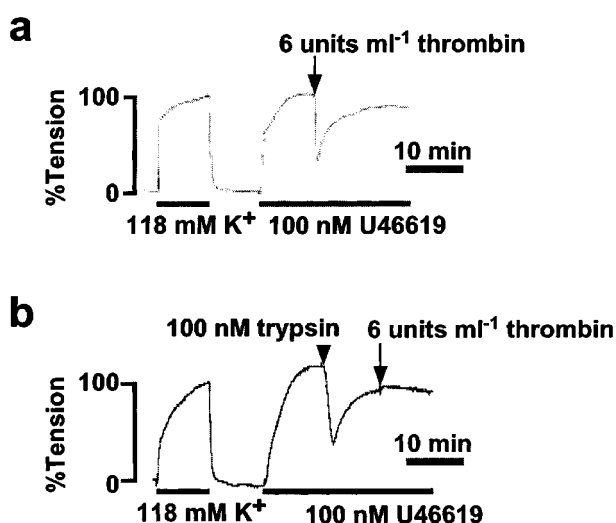 a
6 units ml⁻¹ thrombin
100
%Tension
0
10 min
118 mM K⁺
100 nM U46619
b
100 nM trypsin
6 units ml⁻¹ thrombin
100
%Tension
0
10 min
118 mM K⁺
100 nM U46619